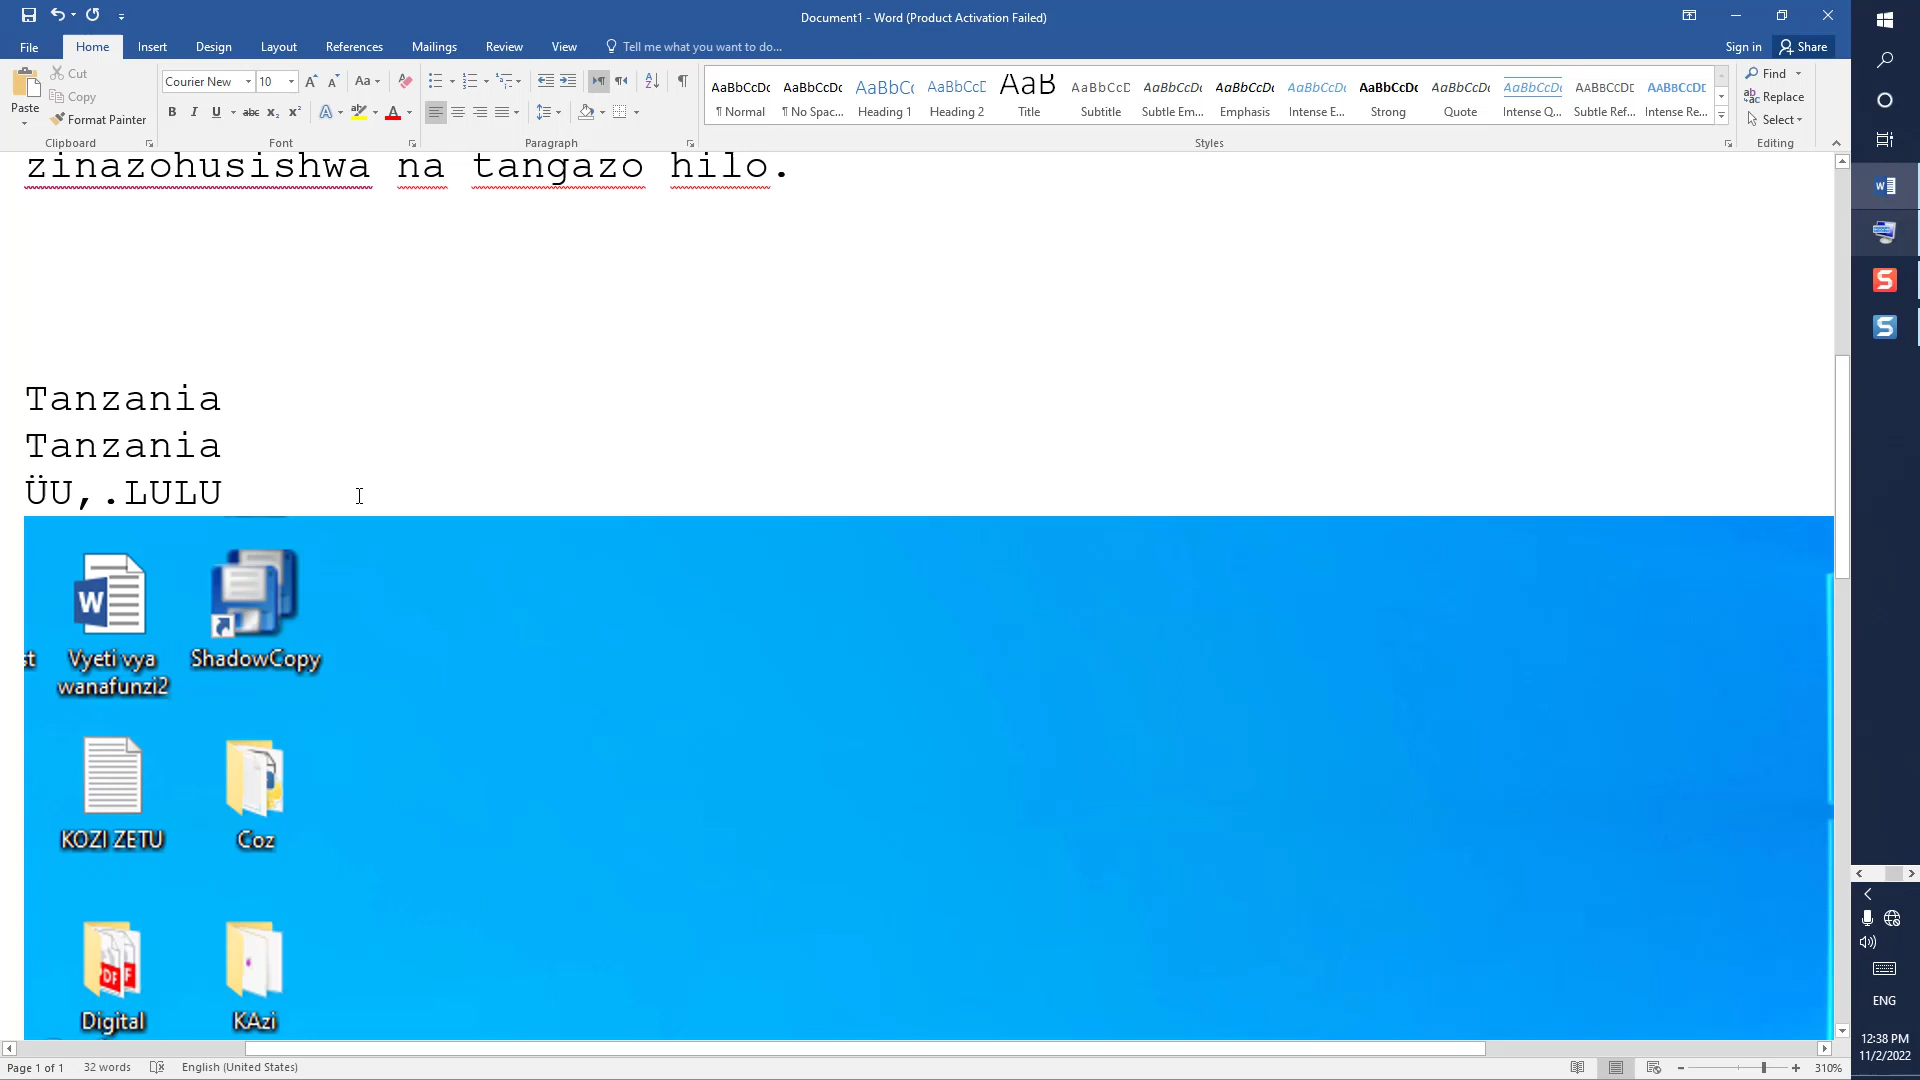 Document1 - Word (Product Activation Failed)
File Home Insert Design Layout References Mailings Review View Tell me what you want to do... Sign in Share
Paste
Cut
Copy
Format Painter
Clipboard
Courier New 10
Font
Paragraph
AaBbCcDc AaBbCcDc AaBbC AaBbCcE AaB AaBbCcD AaBbCcDc AaBbCcDc AaBbCcDc AaBbCcDc AaBbCcDc AaBbCcDc AABBCCDE AABBCCDE
¶ Normal ¶ No Spac... Heading 1 Heading 2 Title Subtitle Subtle Em... Emphasis Intense E... Strong Quote Intense Q... Subtle Ref... Intense Re...
Styles
Find
Replace
Select
Editing
zinazohusishwa na tangazo hilo.
Tanzania
Tanzania
ÜU,.LULU
st Vyeti vya wanafunzi2 ShadowCopy
KOZI ZETU Coz
Digital KAzi
Page 1 of 1 32 words English (United States) 310%
ENG
12:38 PM
11/2/2022